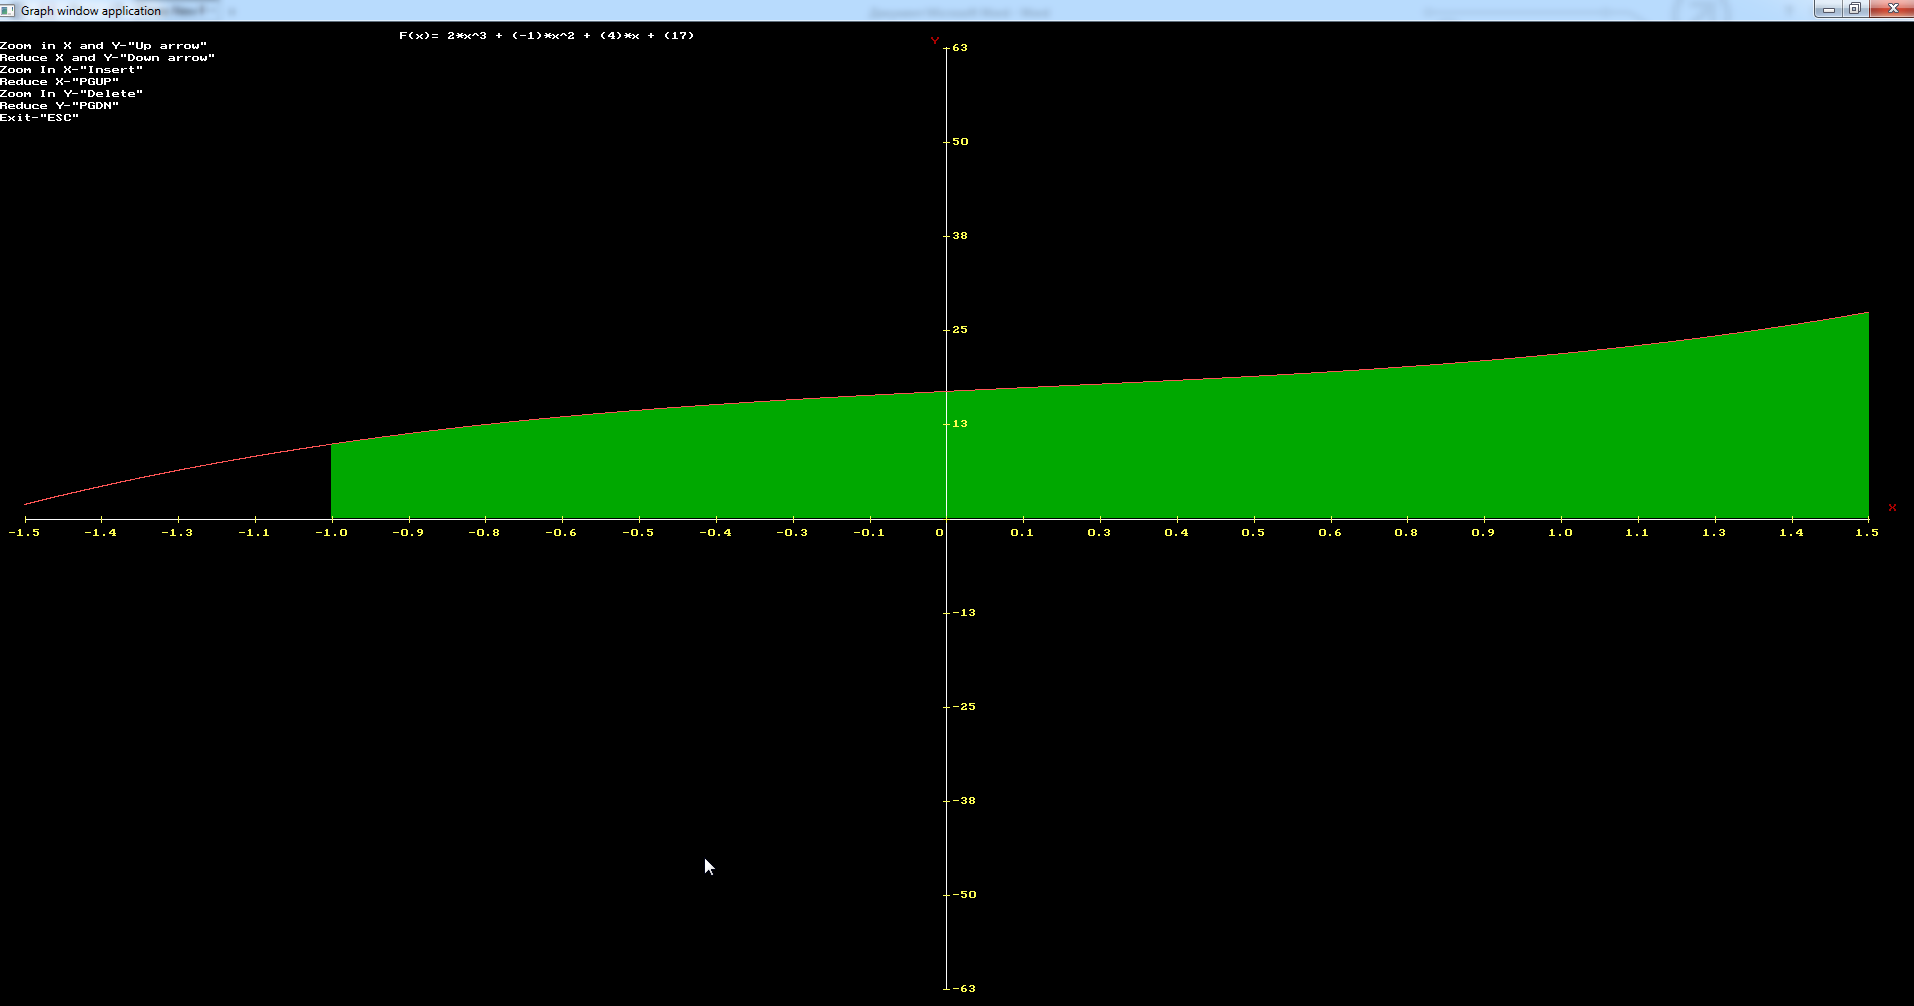 Graph window application
F(x)= 2*x^3 + (-1)*x^2 + (4)*x + (17)
Zoom in X and Y-"Up arrow"
Reduce X and Y-"Down arrow"
Zoom In X-"Insert"
Reduce X-"PGUP"
Zoom In Y-"Delete"
Reduce Y-"PGDN"
Exit-"ESC"
Y
63
50
38
25
13
X
-1.5 -1.4 -1.3 -1.1 -1.0 -0.9 -0.8 -0.6 -0.5 -0.4 -0.3 -0.1 0 0.1 0.3 0.4 0.5 0.6 0.8 0.9 1.0 1.1 1.3 1.4 1.5
-13
-25
-38
-50
-63